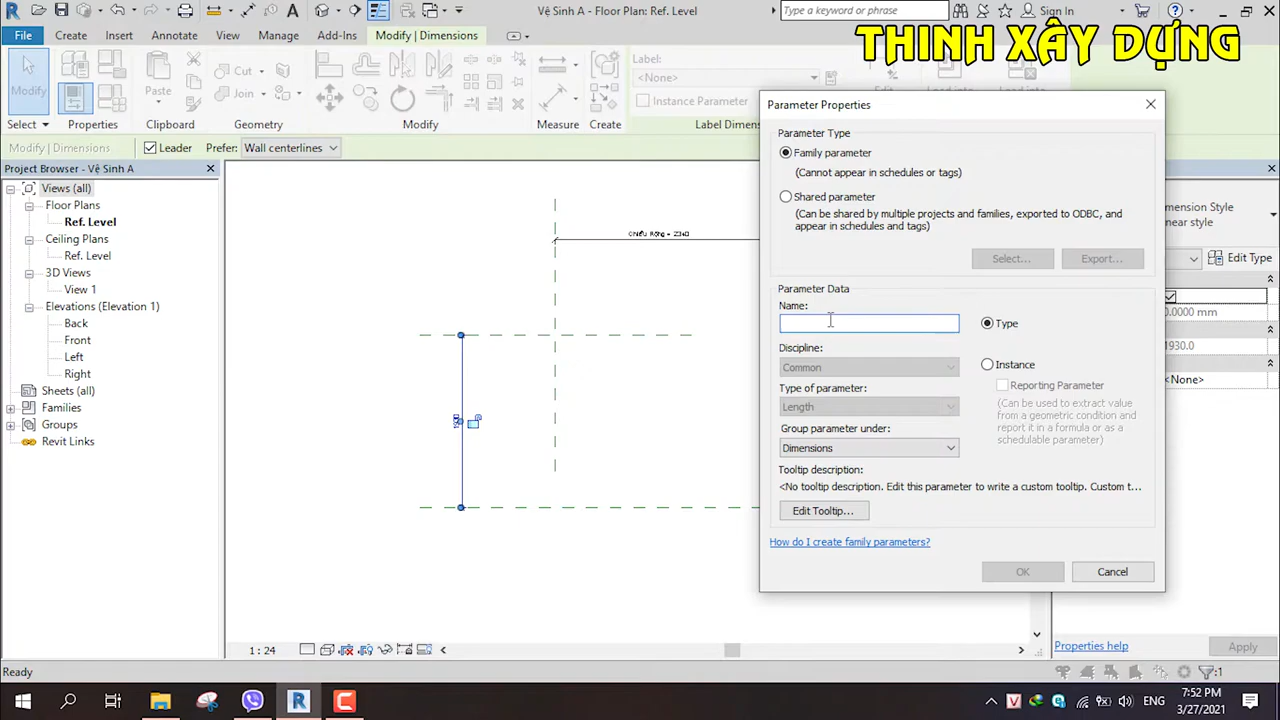 Vệ Sinh A - Floor Plan: Ref. Level
Type a keyword or phrase
Sign In
THINH XÂY DỰNG
File
Create
Insert
Annotate
View
Manage
Add-Ins
Modify | Dimensions
Modify
Paste
Cut
Join
Label:
<None>
Instance Parameter
Select
Properties
Clipboard
Geometry
Modify
Measure
Create
Label Dimens
Modify | Dimensions
Leader
Prefer:
Wall centerlines
Project Browser - Vệ Sinh A
Views (all)
Floor Plans
Ref. Level
Ceiling Plans
Ref. Level
3D Views
View 1
Elevations (Elevation 1)
Back
Front
Left
Right
Sheets (all)
Families
Groups
Revit Links
Parameter Properties
Parameter Type
Family parameter
(Cannot appear in schedules or tags)
Shared parameter
(Can be shared by multiple projects and families, exported to ODBC, and
appear in schedules and tags)
Select...
Export...
Parameter Data
Name:
Type
Discipline:
Common
Instance
Type of parameter:
Reporting Parameter
Length
(Can be used to extract value
from a geometric condition and
report it in a formula or as a
schedulable parameter)
Group parameter under:
Dimensions
Tooltip description:
<No tooltip description. Edit this parameter to write a custom tooltip. Custom t...
Edit Tooltip...
How do I create family parameters?
OK
Cancel
mension Style
near style
Edit Type
0.0000 mm
1930.0
<None>
Properties help
Apply
1 : 24
Ready
:1
ENG
7:52 PM
3/27/2021